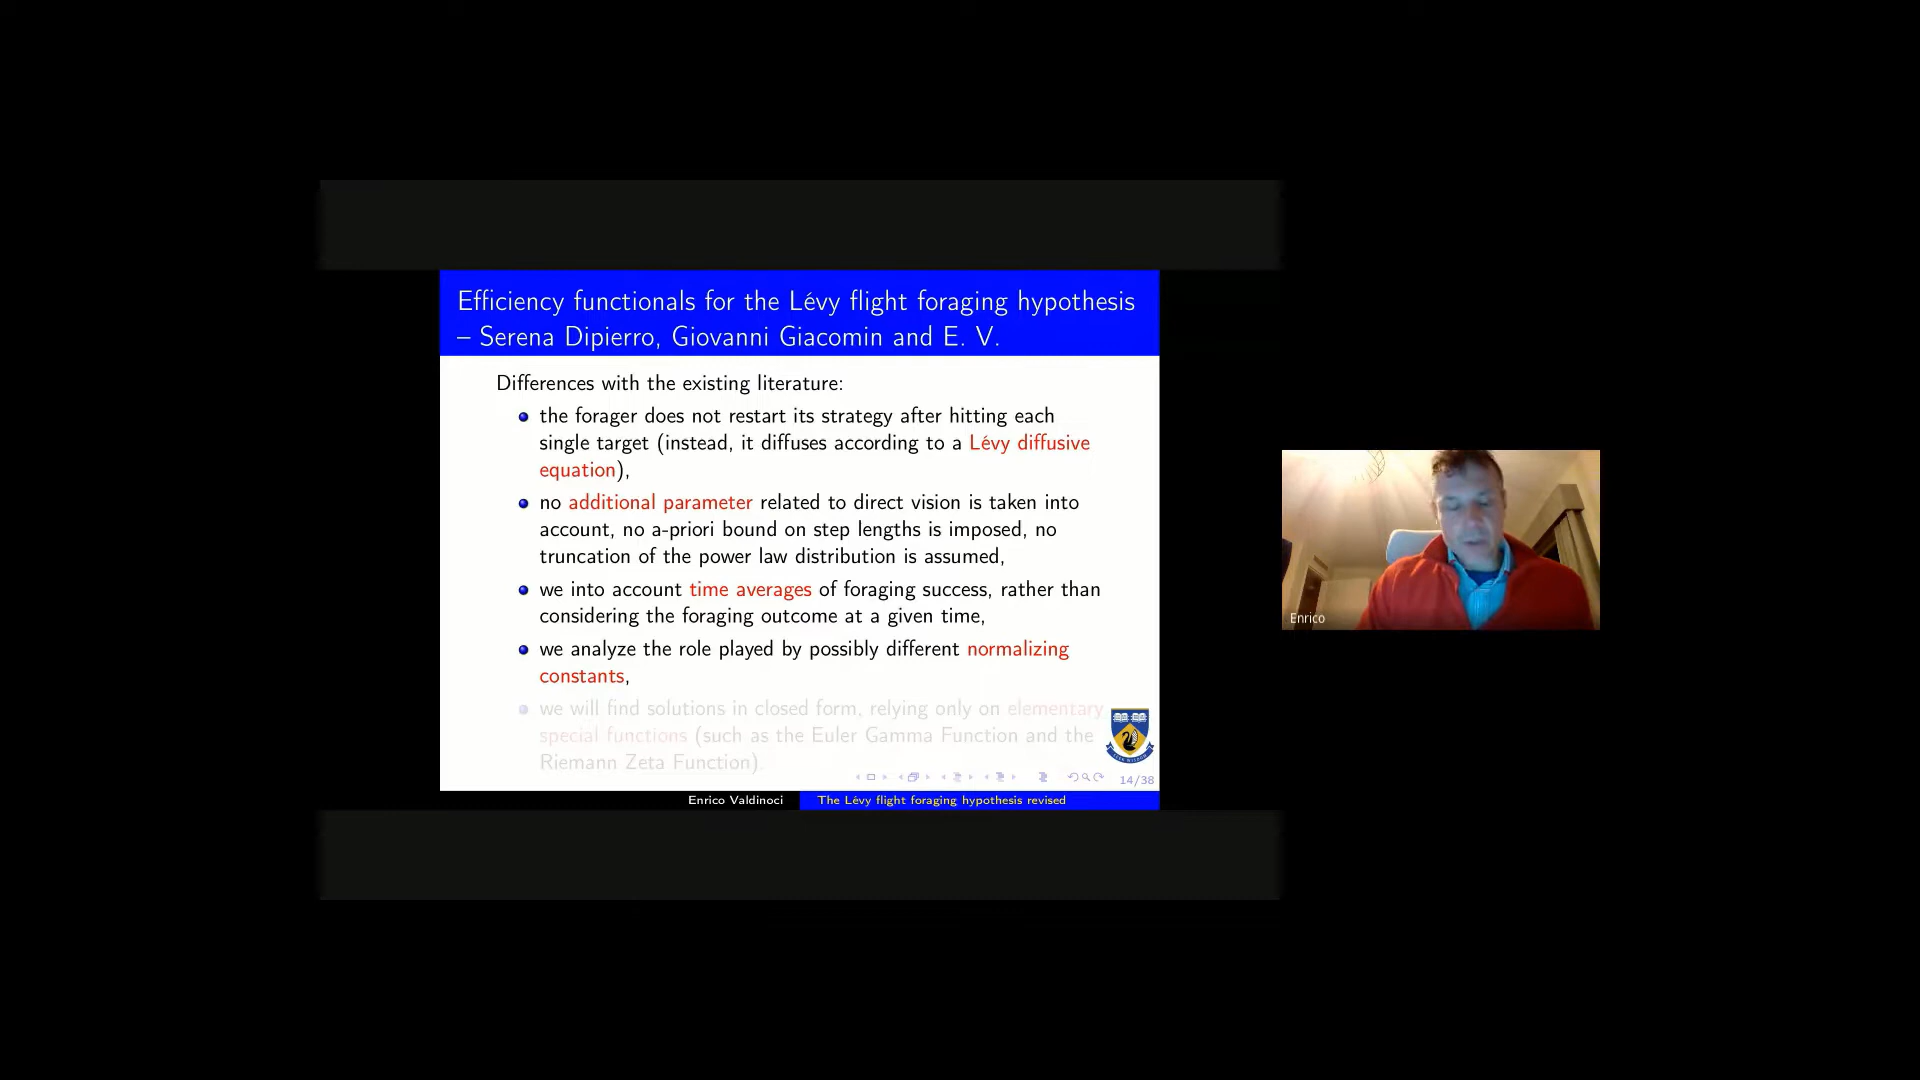 Efficiency functionals for the Lévy flight foraging hypothesis
– Serena Dipierro, Giovanni Giacomin and E. V.
Differences with the existing literature:
the forager does not restart its strategy after hitting each
single target (instead, it diffuses according to a Lévy diffusive
equation),
no additional parameter related to direct vision is taken into
account, no a-priori bound on step lengths is imposed, no
truncation of the power law distribution is assumed,
we into account time averages of foraging success, rather than
considering the foraging outcome at a given time,
we analyze the role played by possibly different normalizing
constants,
we will find solutions in closed form, relying only on elementary
special functions (such as the Euler Gamma Function and the
Riemann Zeta Function).
14/38
Enrico Valdinoci
The Lévy flight foraging hypothesis revised
Enrico